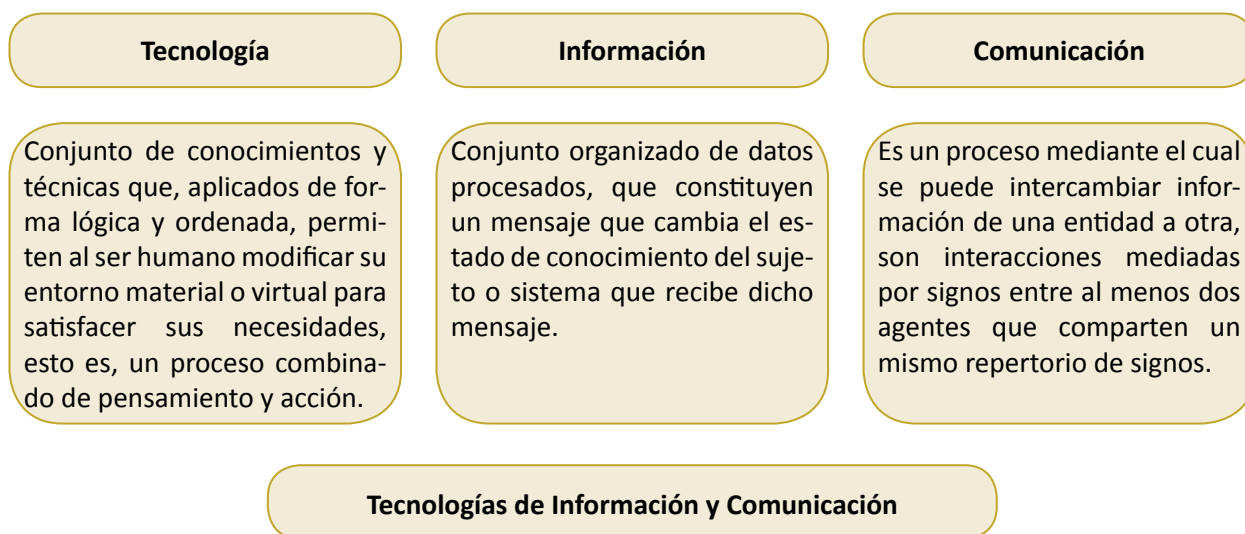 Tecnología
Información
Comunicación
Conjunto de conocimientos y
técnicas que, aplicados de for-
ma lógica y ordenada, permi-
ten al ser humano modificar su
entorno material o virtual para
satisfacer sus necesidades,
esto es, un proceso combina-
do de pensamiento y acción.
Conjunto organizado de datos
procesados, que constituyen
un mensaje que cambia el es-
tado de conocimiento del suje-
to o sistema que recibe dicho
mensaje.
Es un proceso mediante el cual
se puede intercambiar infor-
mación de una entidad a otra,
son interacciones mediadas
por signos entre al menos dos
agentes que comparten un
mismo repertorio de signos.
Tecnologías de Información y Comunicación